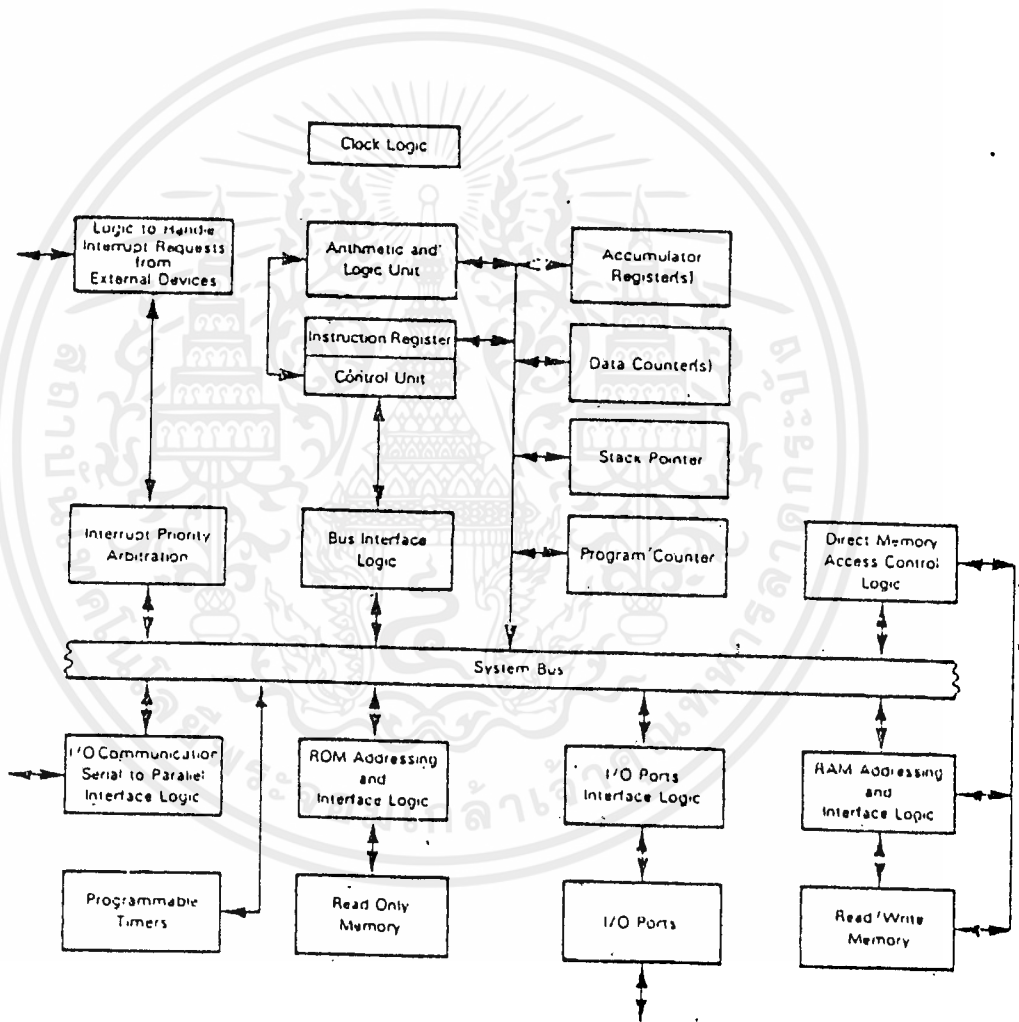 Clock Logic
Logic to Handle
Interrupt Requests
from
External Devices
Arithmetic and
Logic Unit
Accumulator
Register(s)
Instruction Register
Control Unit
Data Counter(s)
Stack Pointer
Interrupt Priority
Arbitration
Bus Interface
Logic
Program Counter
Direct Memory
Access Control
Logic
System Bus
I/O Communication
Serial to Parallel
Interface Logic
ROM Addressing
and
Interface Logic
I/O Ports
Interface Logic
RAM Addressing
and
Interface Logic
Programmable
Timers
Read Only
Memory
I/O Ports
Read/Write
Memory